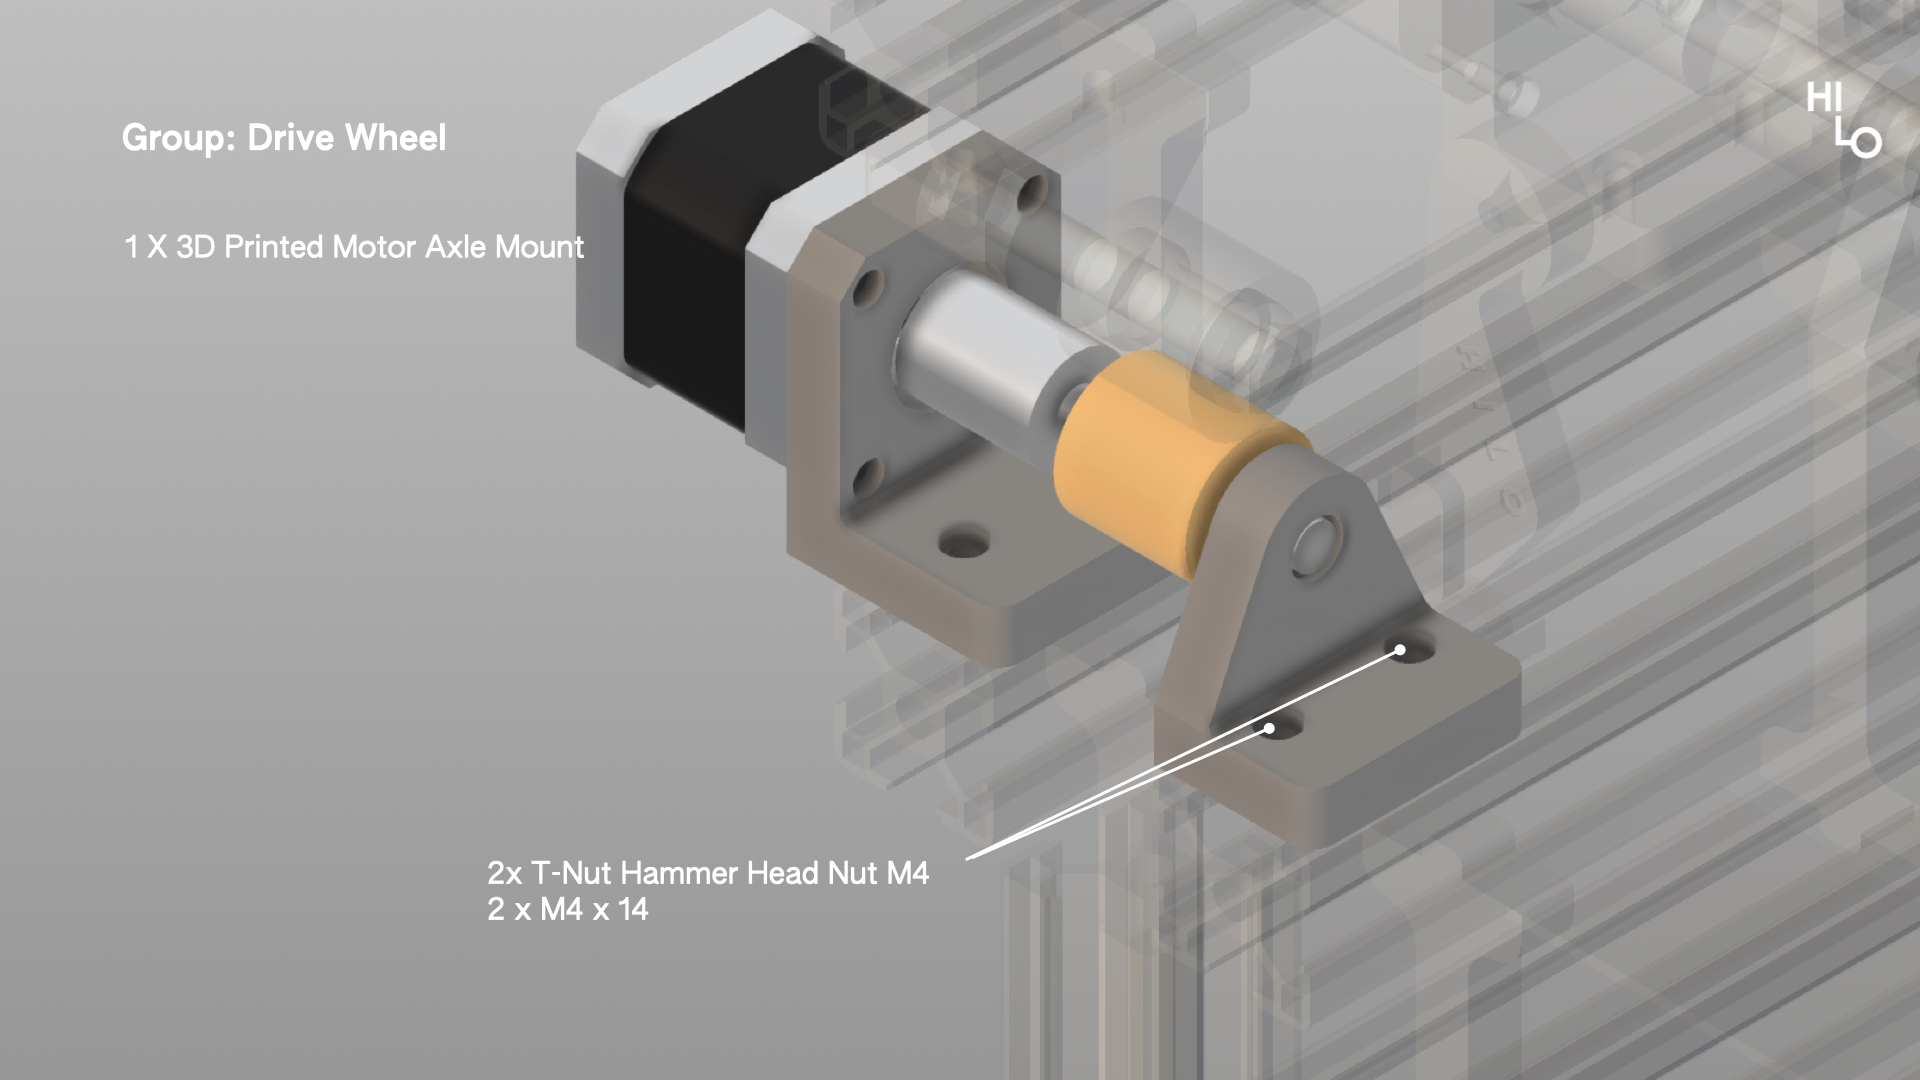 Group: Drive Wheel
HI
LO
1 X 3D Printed Motor Axle Mount
2x T-Nut Hammer Head Nut M4
2 x M4 x 14